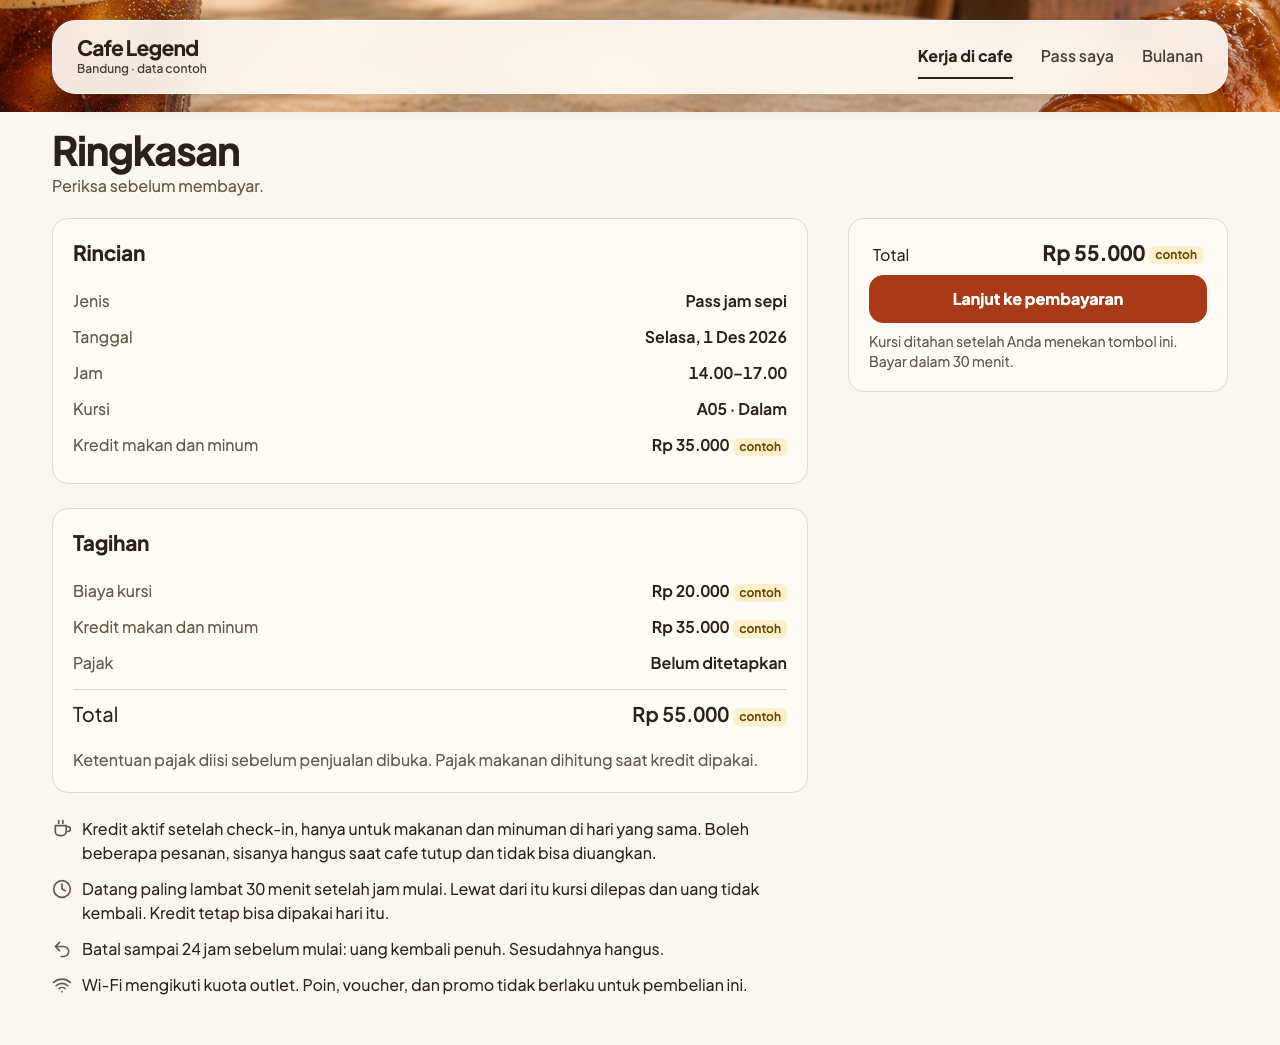 Cafe Legend
Bandung · data contoh
Kerja di cafe
Pass saya
Bulanan
Ringkasan
Periksa sebelum membayar.
Rincian
Jenis Pass jam sepi
Tanggal Selasa, 1 Des 2026
Jam 14.00–17.00
Kursi A05 · Dalam
Kredit makan dan minum Rp 35.000 contoh
Tagihan
Biaya kursi Rp 20.000 contoh
Kredit makan dan minum Rp 35.000 contoh
Pajak Belum ditetapkan
Total Rp 55.000 contoh
Ketentuan pajak diisi sebelum penjualan dibuka. Pajak makanan dihitung saat kredit dipakai.
Kredit aktif setelah check-in, hanya untuk makanan dan minuman di hari yang sama. Boleh
beberapa pesanan, sisanya hangus saat cafe tutup dan tidak bisa diuangkan.
Datang paling lambat 30 menit setelah jam mulai. Lewat dari itu kursi dilepas dan uang tidak
kembali. Kredit tetap bisa dipakai hari itu.
Batal sampai 24 jam sebelum mulai: uang kembali penuh. Sesudahnya hangus.
Wi-Fi mengikuti kuota outlet. Poin, voucher, dan promo tidak berlaku untuk pembelian ini.
Total Rp 55.000 contoh
Lanjut ke pembayaran
Kursi ditahan setelah Anda menekan tombol ini.
Bayar dalam 30 menit.